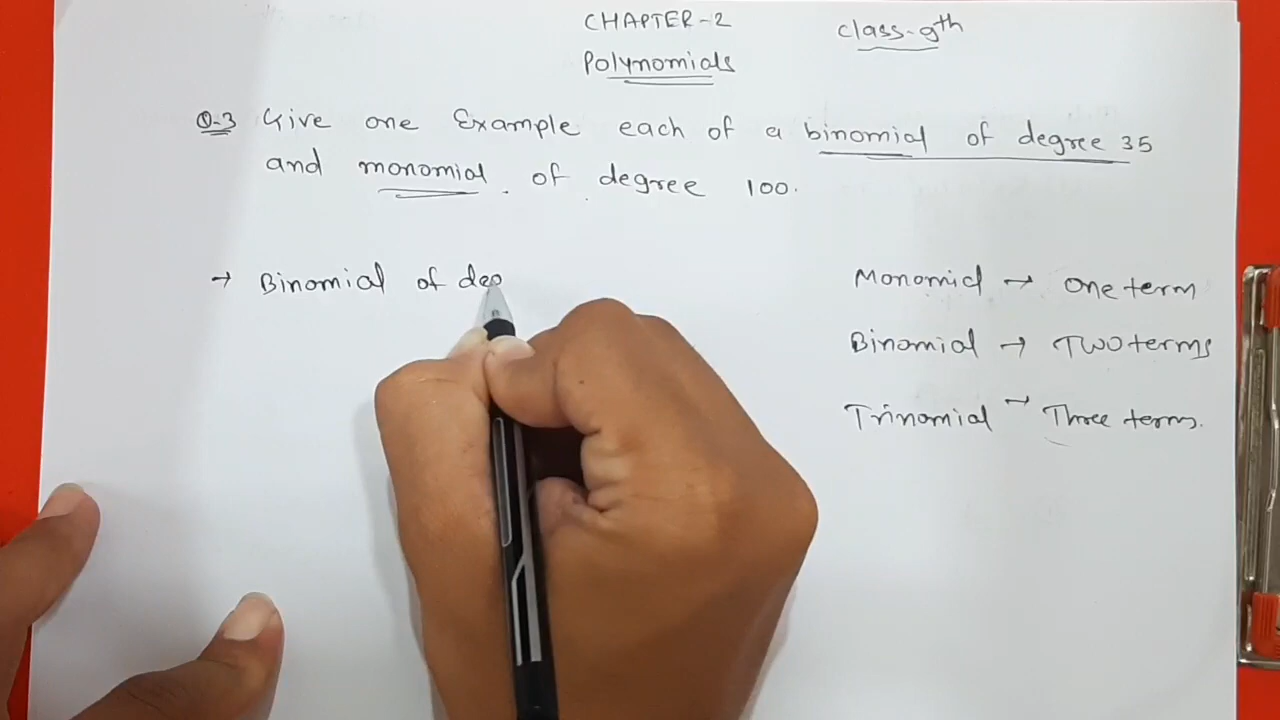 CHAPTER-2
Class-9th
Polynomials
Q-3 Give one Example each of a binomial of degree 35
and monomial of degree 100.
→ Binomial of deg
Monomial → One term
Binomial → Two terms
Trinomial → Three terms.